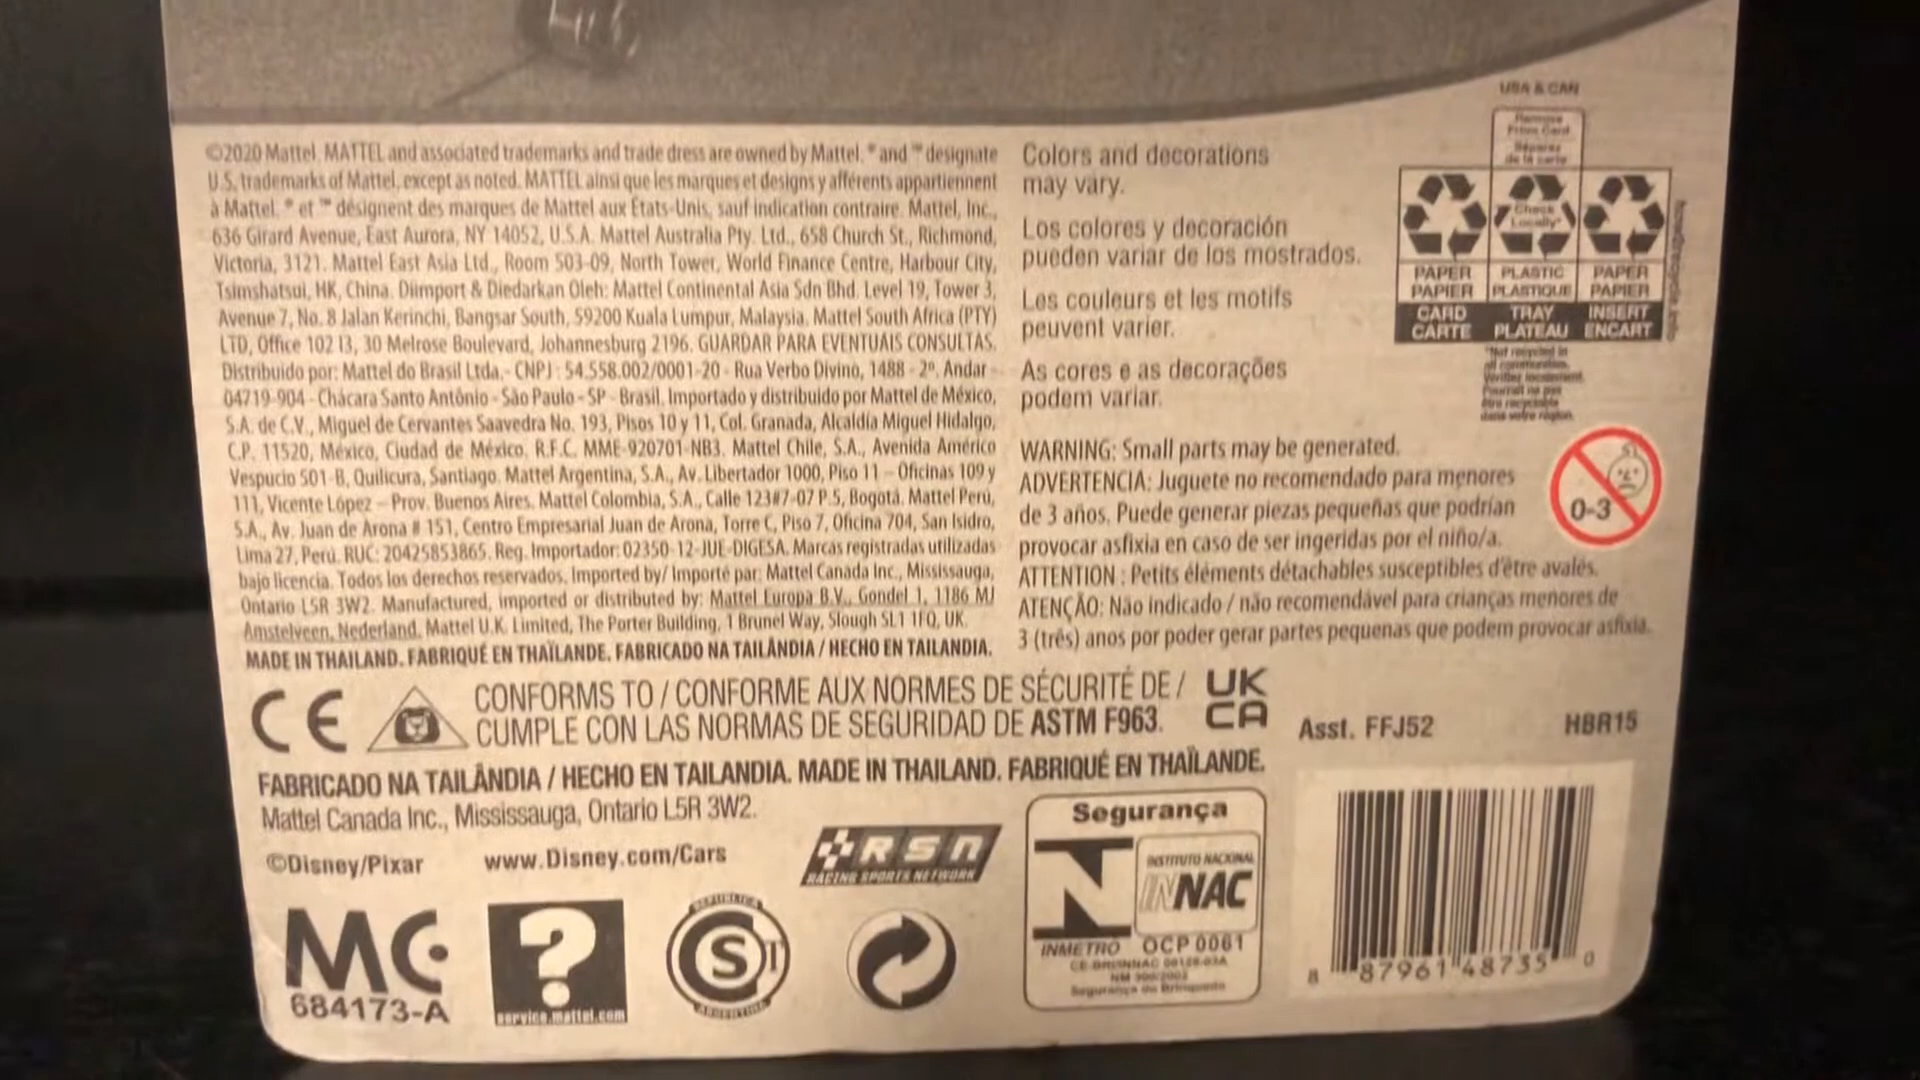 ©2020 Mattel. MATTEL and associated trademarks and trade dress are owned by Mattel. ® and ™ designate
U.S. trademarks of Mattel, except as noted. MATTEL ainsi que les marques et designs y afférents appartiennent
à Mattel. ® et ™ désignent des marques de Mattel aux États-Unis, sauf indication contraire. Mattel, Inc.,
636 Girard Avenue, East Aurora, NY 14052, U.S.A. Mattel Australia Pty. Ltd., 658 Church St., Richmond,
Victoria, 3121. Mattel East Asia Ltd., Room 503-09, North Tower, World Finance Centre, Harbour City,
Tsimshatsui, HK, China. Diimport & Diedarkan Oleh: Mattel Continental Asia Sdn Bhd. Level 19, Tower 3,
Avenue 7, No. 8 Jalan Kerinchi, Bangsar South, 59200 Kuala Lumpur, Malaysia. Mattel South Africa (PTY)
LTD, Office 102 I3, 30 Melrose Boulevard, Johannesburg 2196. GUARDAR PARA EVENTUAIS CONSULTAS.
Distribuido por: Mattel do Brasil Ltda.- CNPJ : 54.558.002/0001-20 - Rua Verbo Divino, 1488 - 2º. Andar -
04719-904 - Chácara Santo Antônio - São Paulo - SP - Brasil. Importado y distribuido por Mattel de México,
S.A. de C.V., Miguel de Cervantes Saavedra No. 193, Pisos 10 y 11, Col. Granada, Alcaldía Miguel Hidalgo,
C.P. 11520, México, Ciudad de México. R.F.C. MME-920701-NB3. Mattel Chile, S.A., Avenida Américo
Vespucio 501-B, Quilicura, Santiago. Mattel Argentina, S.A., Av. Libertador 1000, Piso 11 – Oficinas 109 y
111, Vicente López – Prov. Buenos Aires. Mattel Colombia, S.A., Calle 123#7-07 P.5, Bogotá. Mattel Perú,
S.A., Av. Juan de Arona # 151, Centro Empresarial Juan de Arona, Torre C, Piso 7, Oficina 704, San Isidro,
Lima 27, Perú. RUC: 20425853865. Reg. Importador: 02350-12-JUE-DIGESA. Marcas registradas utilizadas
bajo licencia. Todos los derechos reservados. Imported by/ Importé par: Mattel Canada Inc., Mississauga,
Ontario L5R 3W2. Manufactured, imported or distributed by: Mattel Europa B.V., Gondel 1, 1186 MJ
Amstelveen, Nederland. Mattel U.K. Limited, The Porter Building, 1 Brunel Way, Slough SL1 1FQ, UK.
MADE IN THAILAND. FABRIQUÉ EN THAÏLANDE. FABRICADO NA TAILÂNDIA / HECHO EN TAILANDIA.
Colors and decorations
may vary.
Los colores y decoración
pueden variar de los mostrados.
Les couleurs et les motifs
peuvent varier.
As cores e as decorações
podem variar.
USA & CAN
Remove
Prime Card
Séparez
de la carte
Check
Locally*
PAPER PLASTIC PAPER
PAPIER PLASTIQUE PAPIER
CARD TRAY INSERT
CARTE PLATEAU ENCART
*Not recycled in
all communities.
WARNING: Small parts may be generated.
ADVERTENCIA: Juguete no recomendado para menores
de 3 años. Puede generar piezas pequeñas que podrían
provocar asfixia en caso de ser ingeridas por el niño/a.
ATTENTION : Petits éléments détachables susceptibles d'être avalés.
ATENÇÃO: Não indicado / não recomendável para crianças menores de
3 (três) anos por poder gerar partes pequenas que podem provocar asfixia.
0-3
CE
CONFORMS TO / CONFORME AUX NORMES DE SÉCURITÉ DE /
CUMPLE CON LAS NORMAS DE SEGURIDAD DE ASTM F963.
UK
CA
Asst. FFJ52 HBR15
FABRICADO NA TAILÂNDIA / HECHO EN TAILANDIA. MADE IN THAILAND. FABRIQUÉ EN THAÏLANDE.
Mattel Canada Inc., Mississauga, Ontario L5R 3W2.
©Disney/Pixar www.Disney.com/Cars
RSN
RACING SPORTS NETWORK
MC
684173-A
?
service.mattel.com
REPUBLICA
S
ARGENTINA
Segurança
INSTITUTO NACIONAL
INNAC
INMETRO OCP 0061
Segurança do Brinquedo
8 87961 48735 0